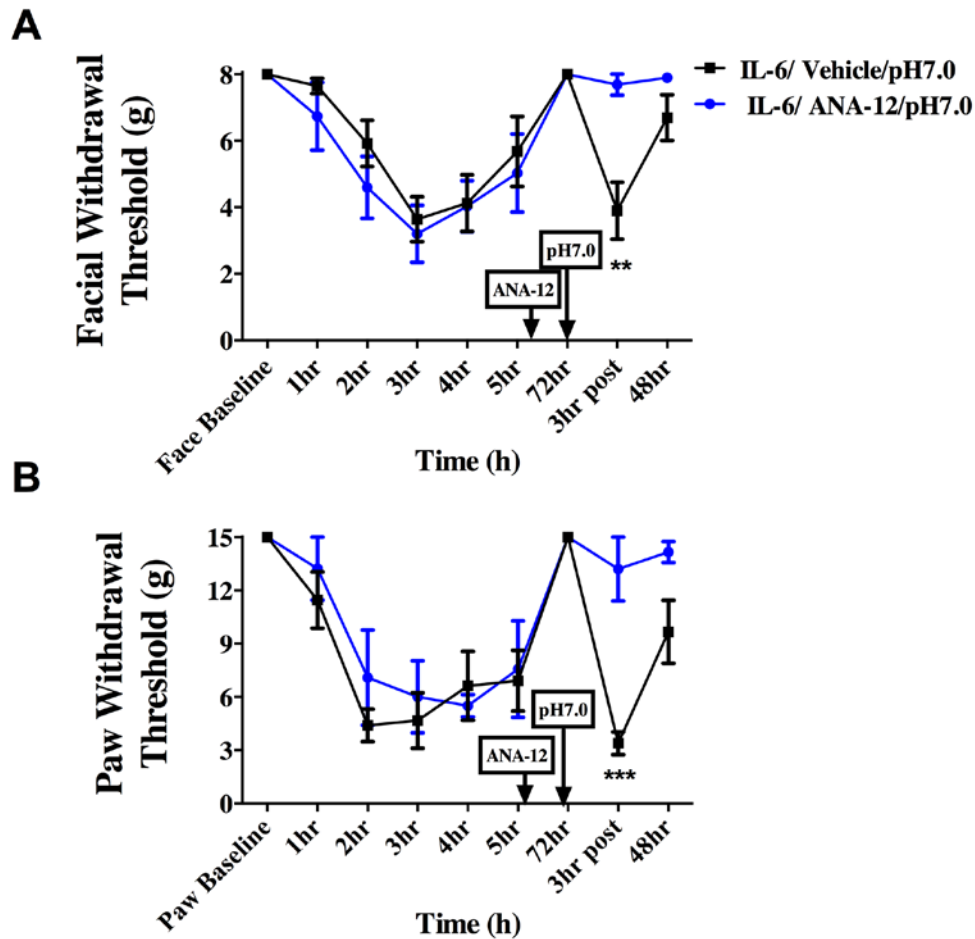 A
Facial Withdrawal
Threshold (g)
8
6
4
2
0
IL-6/ Vehicle/pH7.0
IL-6/ ANA-12/pH7.0
pH7.0
ANA-12
**
Face Baseline
1hr
2hr
3hr
4hr
5hr
72hr
3hr post
48hr
Time (h)
B
Paw Withdrawal
Threshold (g)
15
12
9
6
3
0
pH7.0
ANA-12
***
Paw Baseline
1hr
2hr
3hr
4hr
5hr
72hr
3hr post
48hr
Time (h)